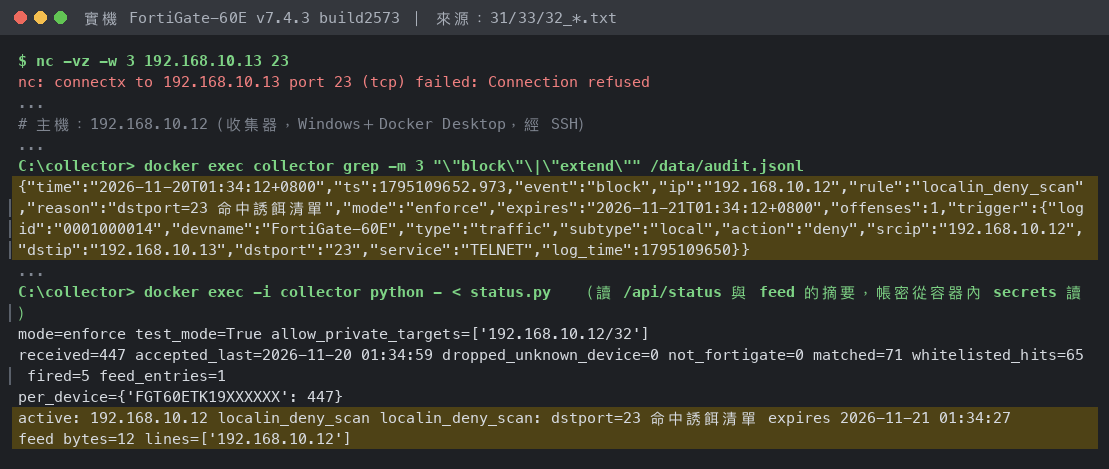 實機 FortiGate-60E v7.4.3 build2573 | 來源：31/33/32_*.txt
$ nc -vz -w 3 192.168.10.13 23
nc: connectx to 192.168.10.13 port 23 (tcp) failed: Connection refused
...
# 主機：192.168.10.12（收集器，Windows＋Docker Desktop，經 SSH）
...
C:\collector> docker exec collector grep -m 3 "\"block\"\|\"extend\"" /data/audit.jsonl
{"time":"2026-11-20T01:34:12+0800","ts":1795109652.973,"event":"block","ip":"192.168.10.12","rule":"localin_deny_scan"
,"reason":"dstport=23 命中誘餌清單","mode":"enforce","expires":"2026-11-21T01:34:12+0800","offenses":1,"trigger":{"log
id":"0001000014","devname":"FortiGate-60E","type":"traffic","subtype":"local","action":"deny","srcip":"192.168.10.12",
"dstip":"192.168.10.13","dstport":"23","service":"TELNET","log_time":1795109650}}
...
C:\collector> docker exec -i collector python - < status.py （讀 /api/status 與 feed 的摘要，帳密從容器內 secrets 讀
）
mode=enforce test_mode=True allow_private_targets=['192.168.10.12/32']
received=447 accepted_last=2026-11-20 01:34:59 dropped_unknown_device=0 not_fortigate=0 matched=71 whitelisted_hits=65
fired=5 feed_entries=1
per_device={'FGT60ETK19XXXXXX': 447}
active: 192.168.10.12 localin_deny_scan localin_deny_scan: dstport=23 命中誘餌清單 expires 2026-11-21 01:34:27
feed bytes=12 lines=['192.168.10.12']